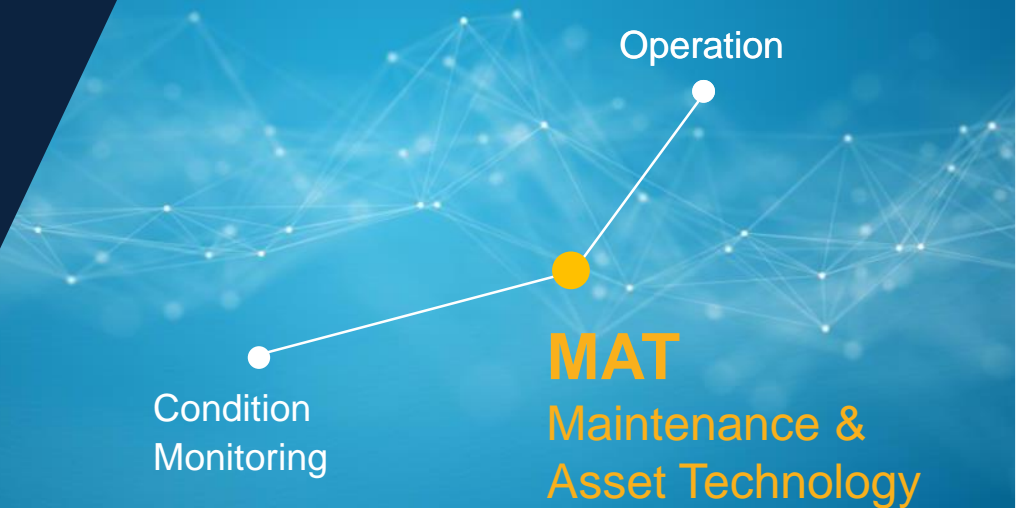 Operation
MAT
Maintenance &
Asset Technology
Condition
Monitoring